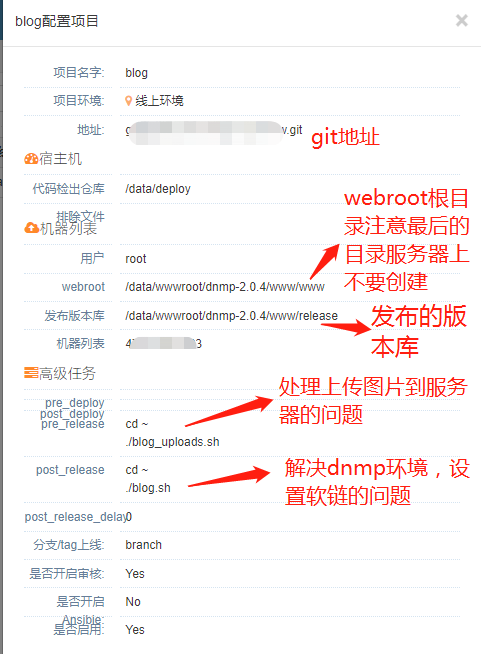 blog配置项目
×
项目名字: blog
项目环境: 线上环境
地址: g .git
git地址
宿主机
代码检出仓库 /data/deploy
排除文件
webroot根目
录注意最后的
目录服务器上
不要创建
机器列表
用户 root
webroot /data/wwwroot/dnmp-2.0.4/www/www
发布版本库 /data/wwwroot/dnmp-2.0.4/www/release
发布的版
本库
机器列表 4 3
高级任务
pre_deploy
post_deploy
pre_release cd ~
./blog_uploads.sh
处理上传图片到服务
器的问题
post_release cd ~
./blog.sh
解决dnmp环境，设
置软链的问题
post_release_delay 0
分支/tag上线: branch
是否开启审核: Yes
是否开启 No
Ansible:
是否启用: Yes